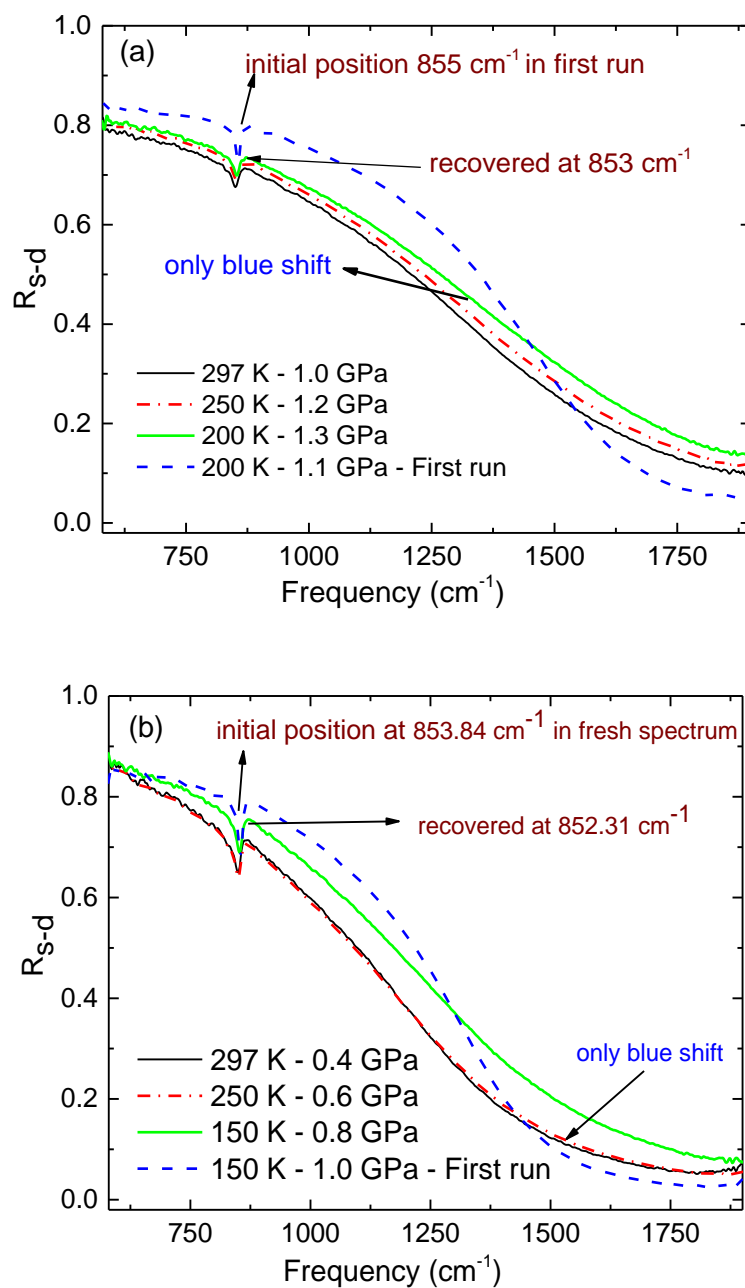 (a)
initial position 855 cm⁻¹ in first run
recovered at 853 cm⁻¹
only blue shift
297 K - 1.0 GPa
250 K - 1.2 GPa
200 K - 1.3 GPa
200 K - 1.1 GPa - First run
1.0
0.8
0.6
0.4
0.2
0.0
R_S-d
750 1000 1250 1500 1750
Frequency (cm⁻¹)
(b)
initial position at 853.84 cm⁻¹ in fresh spectrum
recovered at 852.31 cm⁻¹
only blue shift
297 K - 0.4 GPa
250 K - 0.6 GPa
150 K - 0.8 GPa
150 K - 1.0 GPa - First run
1.0
0.8
0.6
0.4
0.2
0.0
R_S-d
750 1000 1250 1500 1750
Frequency (cm⁻¹)